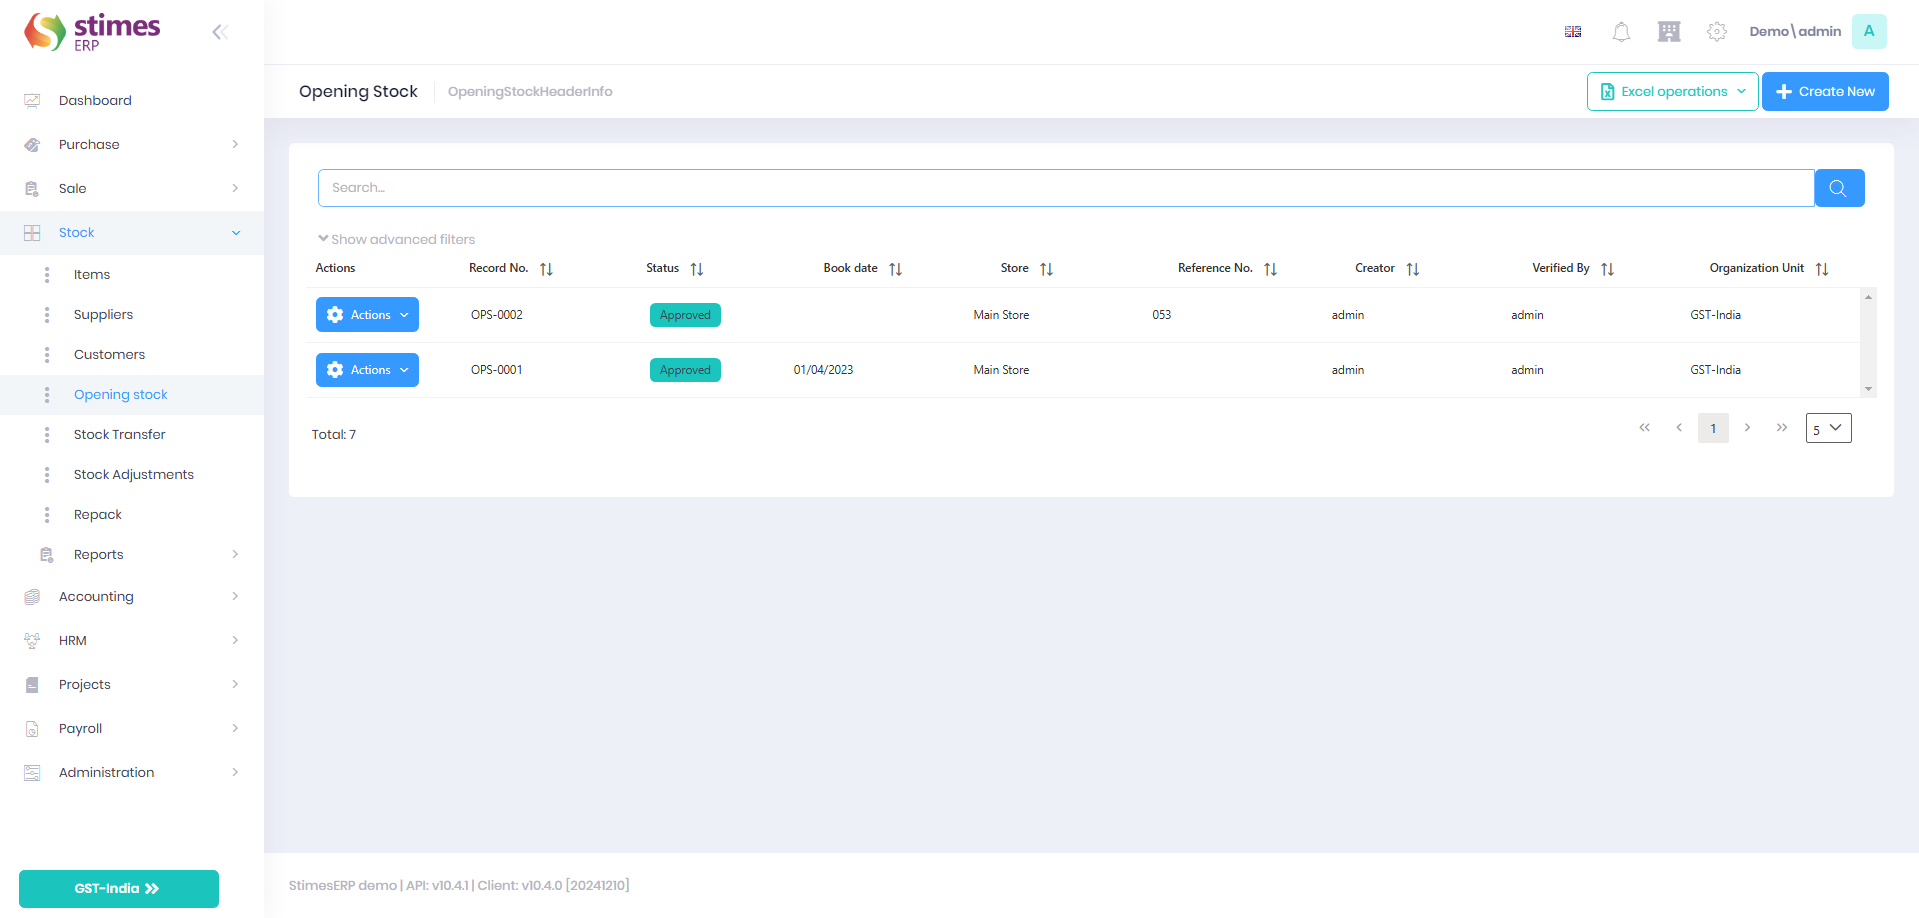 stimes
ERP
Demo\admin
A
Dashboard
Purchase
Sale
Stock
Items
Suppliers
Customers
Opening stock
Stock Transfer
Stock Adjustments
Repack
Reports
Accounting
HRM
Projects
Payroll
Administration
GST-India
Opening Stock
OpeningStockHeaderInfo
Excel operations
Create New
Search...
Show advanced filters
Actions Record No. Status Book date Store Reference No. Creator Verified By Organization Unit
Actions OPS-0002 Approved Main Store 053 admin admin GST-India
Actions OPS-0001 Approved 01/04/2023 Main Store admin admin GST-India
Total: 7
1
5
StimesERP demo | API: v10.4.1 | Client: v10.4.0 [20241210]